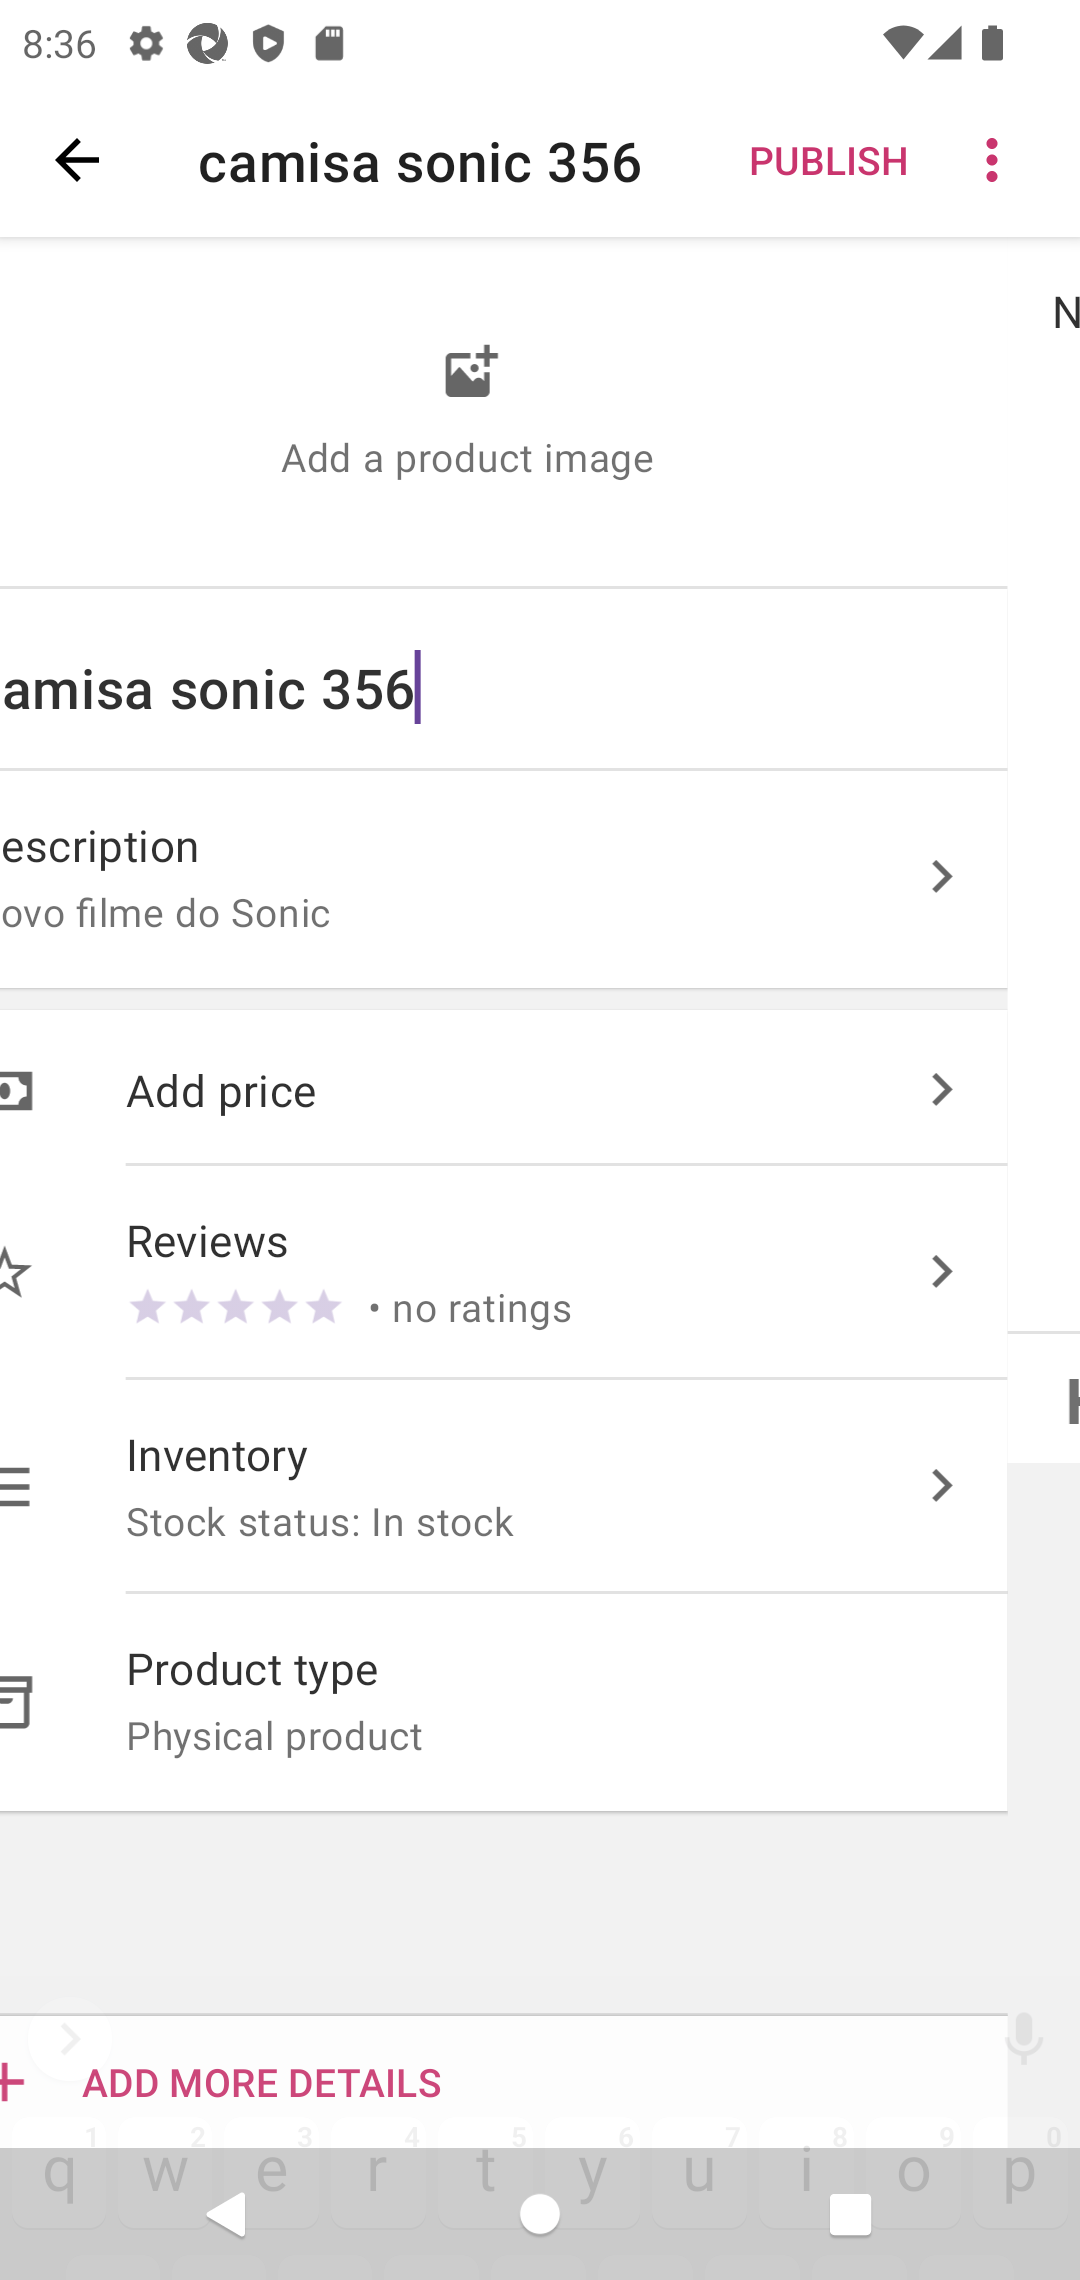 8:36
camisa sonic 356 PUBLISH
N
Add a product image
amisa sonic 356
escription
ovo filme do Sonic
Add price
Reviews
• no ratings
Inventory
Stock status: In stock
Product type
Physical product
ADD MORE DETAILS
1 2 3 4 5 6 7 8 9 0
q w e r t y u i o p